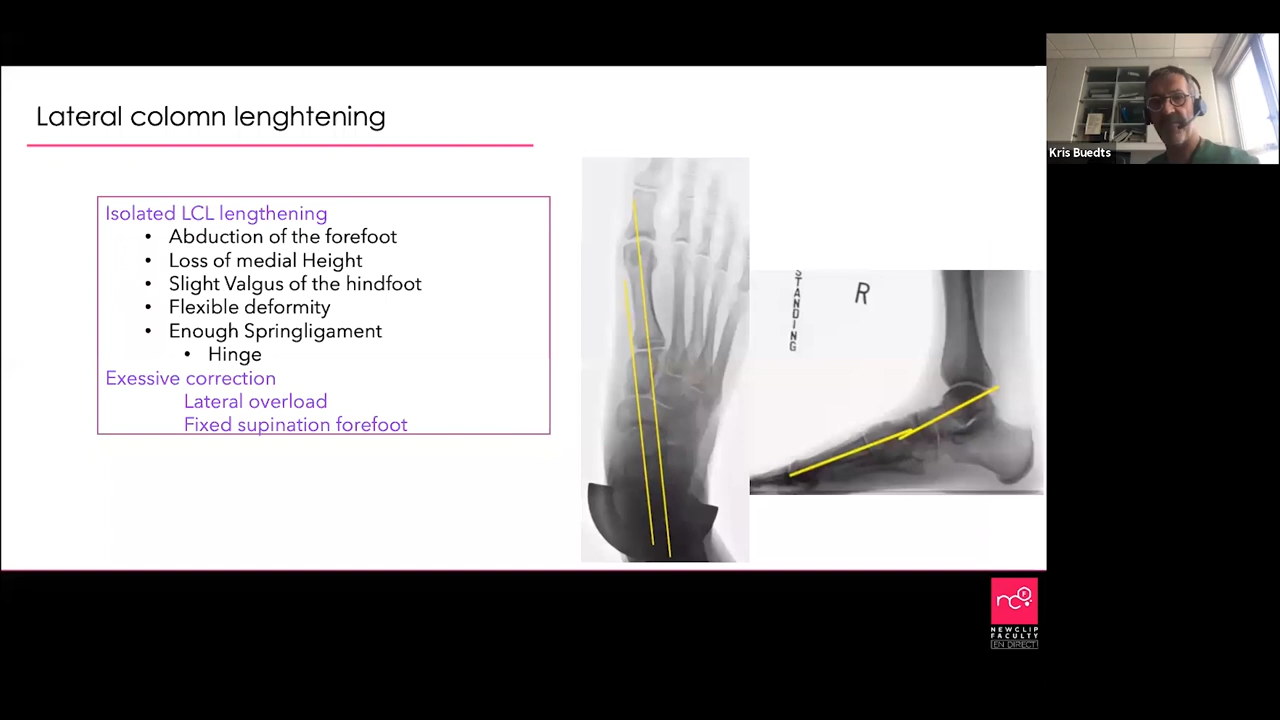 Lateral colomn lenghtening
Isolated LCL lengthening
• Abduction of the forefoot
• Loss of medial Height
• Slight Valgus of the hindfoot
• Flexible deformity
• Enough Springligament
• Hinge
Exessive correction
Lateral overload
Fixed supination forefoot
STANDING
R
Kris Buedts
nc F
NEWCLIP
FACULTY
EN DIRECT